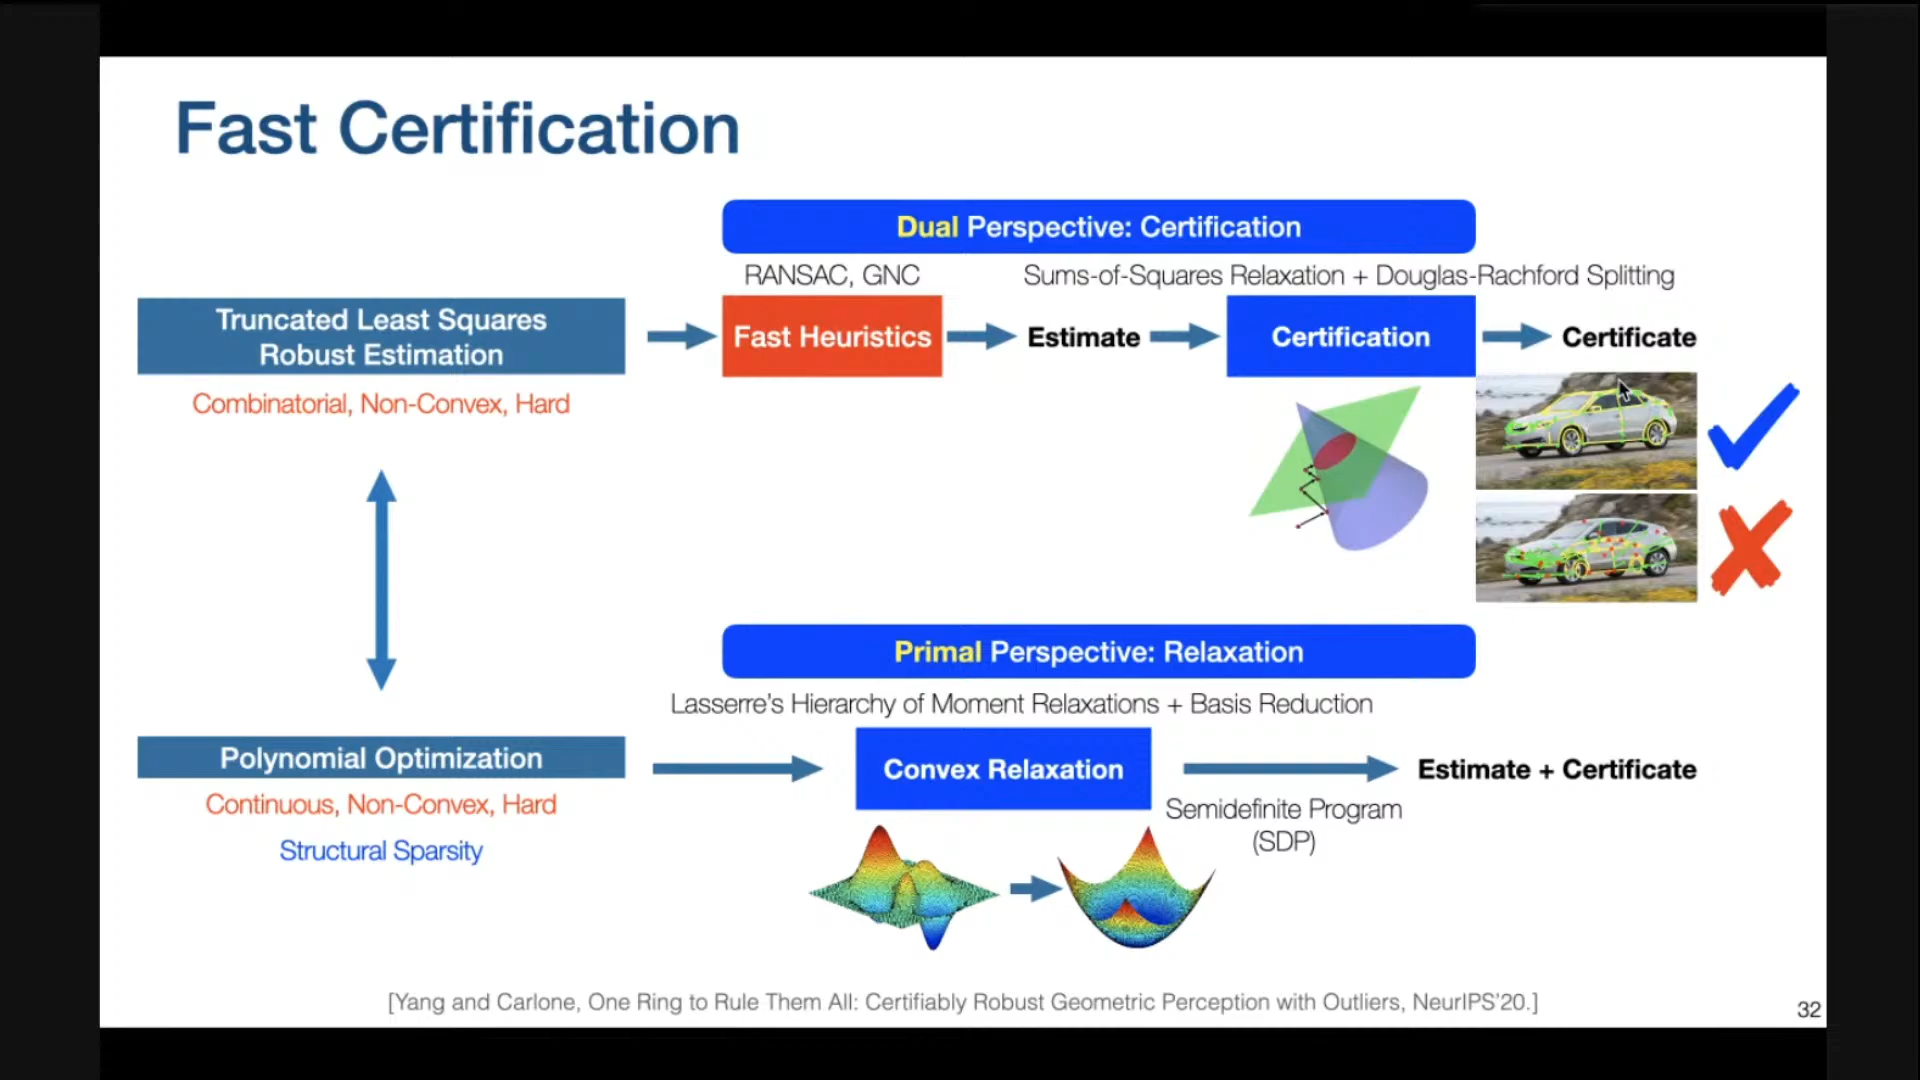 Fast Certification
Dual Perspective: Certification
RANSAC, GNC
Sums-of-Squares Relaxation + Douglas-Rachford Splitting
Truncated Least Squares
Robust Estimation
Fast Heuristics
Estimate
Certification
Certificate
Combinatorial, Non-Convex, Hard
Primal Perspective: Relaxation
Lasserre's Hierarchy of Moment Relaxations + Basis Reduction
Polynomial Optimization
Convex Relaxation
Estimate + Certificate
Continuous, Non-Convex, Hard
Semidefinite Program
(SDP)
Structural Sparsity
[Yang and Carlone, One Ring to Rule Them All: Certifiably Robust Geometric Perception with Outliers, NeurIPS'20.]
32